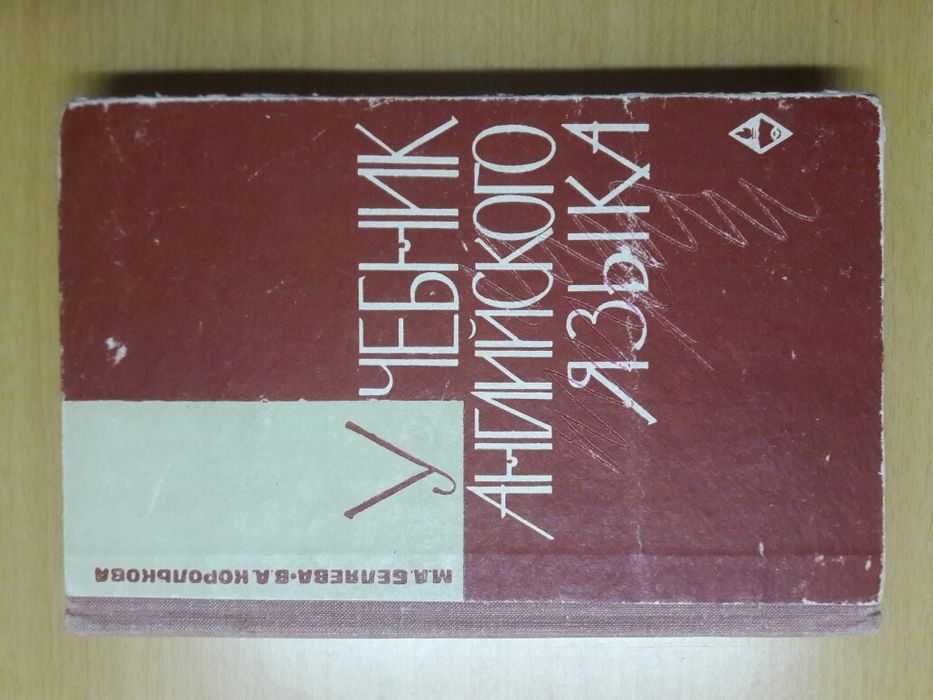 М.А. БЕЛЯЕВА • В.А. КОРОЛЬКОВА
УЧЕБНИК
АНГЛИЙСКОГО
ЯЗЫКА